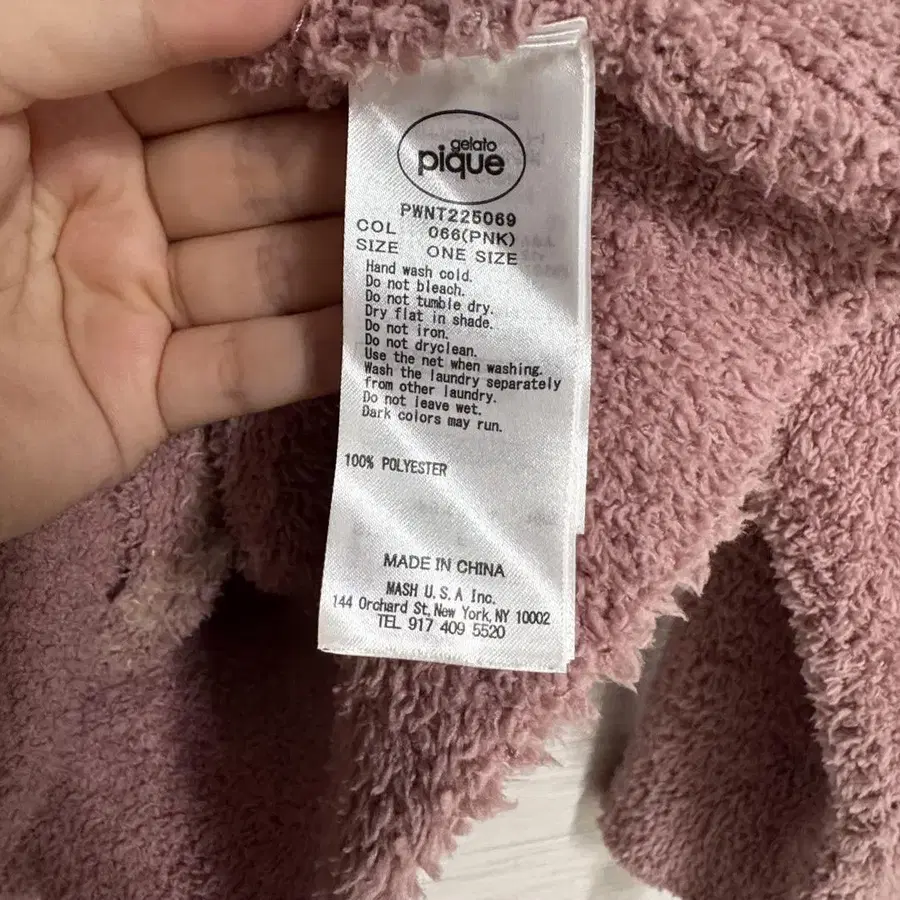 gelato
pique
PWNT225069
COL 066(PNK)
SIZE ONE SIZE
Hand wash cold.
Do not bleach.
Do not tumble dry.
Dry flat in shade.
Do not iron.
Do not dryclean.
Use the net when washing.
Wash the laundry separately
from other laundry.
Do not leave wet.
Dark colors may run.
100% POLYESTER
MADE IN CHINA
MASH U.S.A Inc.
144 Orchard St, New York, NY 10002
TEL 917 409 5520